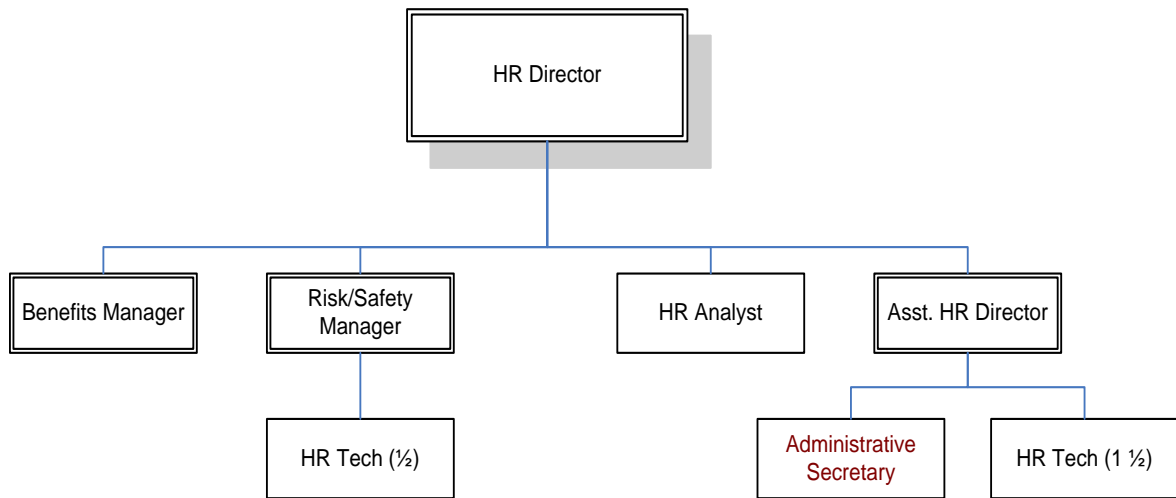 HR Director
Benefits Manager
Risk/Safety
Manager
HR Analyst
Asst. HR Director
HR Tech (½)
Administrative
Secretary
HR Tech (1 ½)